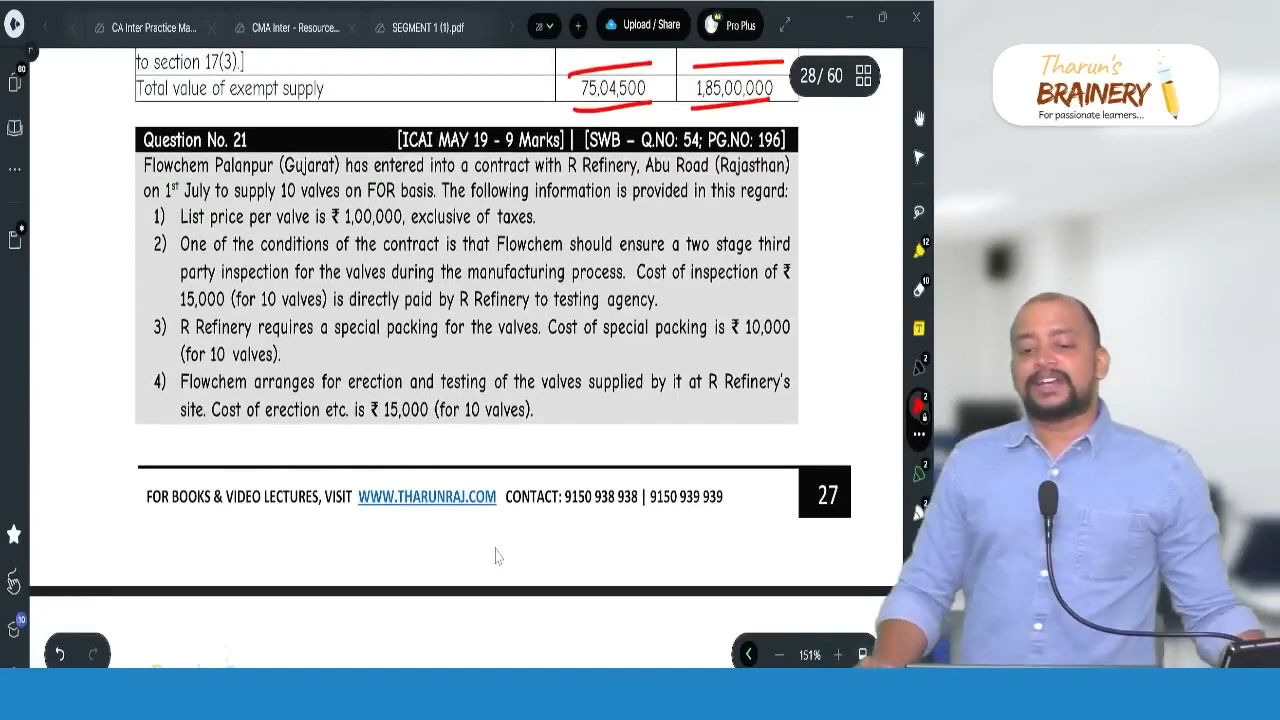 CA Inter Practice Ma...
CMA Inter - Resource...
SEGMENT 1 (1).pdf
28
Upload / Share
Pro Plus
to section 17(3).]
Total value of exempt supply 75,04,500 1,85,00,000
28/60
Tharun's
BRAINERY
For passionate learners...
Question No. 21 [ICAI MAY 19 - 9 Marks] | [SWB – Q.NO: 54; PG.NO: 196]
Flowchem Palanpur (Gujarat) has entered into a contract with R Refinery, Abu Road (Rajasthan)
on 1st July to supply 10 valves on FOR basis. The following information is provided in this regard:
1) List price per valve is ₹ 1,00,000, exclusive of taxes.
2) One of the conditions of the contract is that Flowchem should ensure a two stage third
party inspection for the valves during the manufacturing process. Cost of inspection of ₹
15,000 (for 10 valves) is directly paid by R Refinery to testing agency.
3) R Refinery requires a special packing for the valves. Cost of special packing is ₹ 10,000
(for 10 valves).
4) Flowchem arranges for erection and testing of the valves supplied by it at R Refinery's
site. Cost of erection etc. is ₹ 15,000 (for 10 valves).
FOR BOOKS & VIDEO LECTURES, VISIT WWW.THARUNRAJ.COM CONTACT: 9150 938 938 | 9150 939 939
27
151%